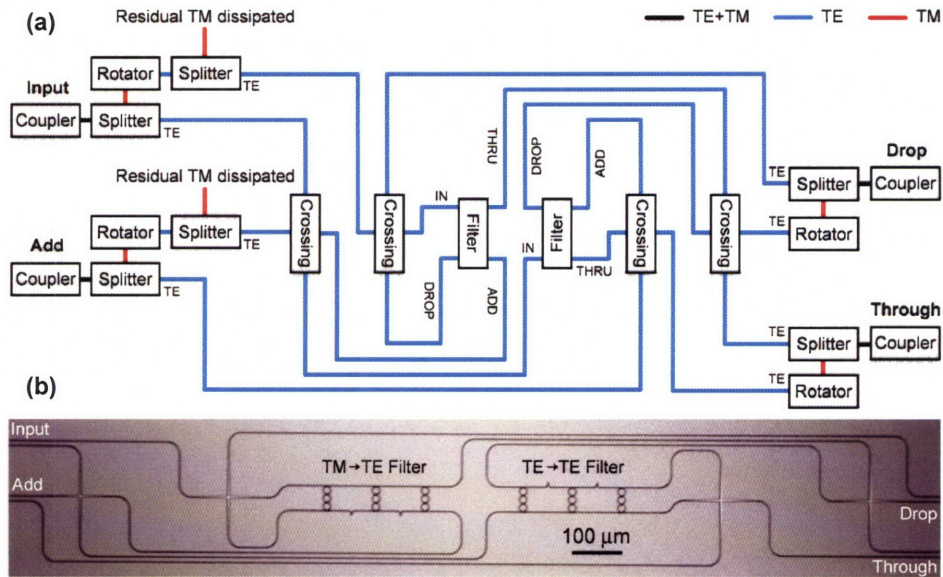 (a)
TE+TM
TE
TM
Residual TM dissipated
Rotator
Splitter
TE
Input
Coupler
Splitter
TE
Residual TM dissipated
Rotator
Splitter
TE
Add
Coupler
Splitter
TE
Crossing
Crossing
IN
Filter
THRU
DROP
ADD
DROP
ADD
IN
Filter
THRU
Crossing
Crossing
Drop
TE
Splitter
Coupler
TE
Rotator
Through
TE
Splitter
Coupler
TE
Rotator
(b)
Input
Add
TM→TE Filter
TE→TE Filter
100 μm
Drop
Through